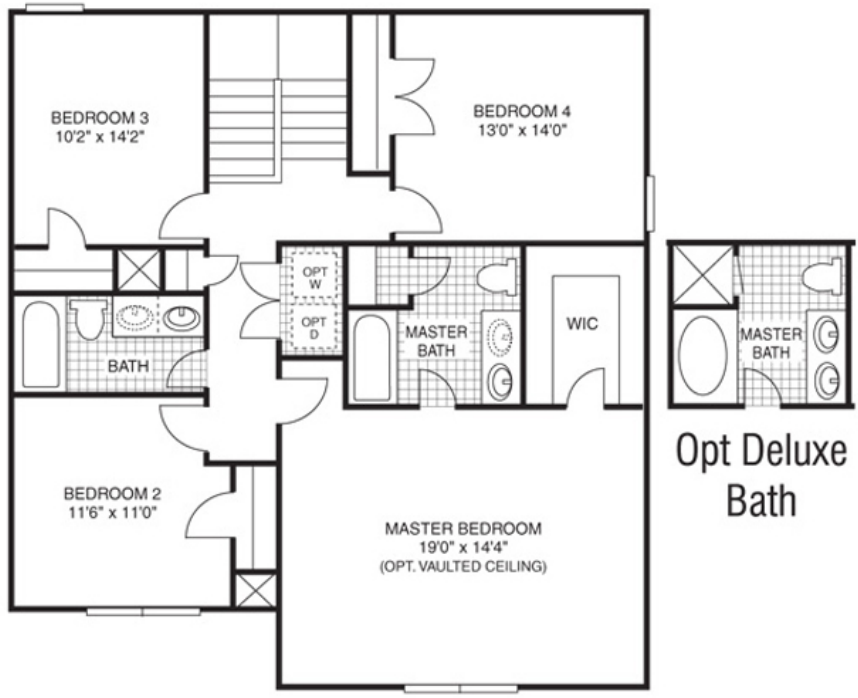 BEDROOM 3
10'2" x 14'2"
BEDROOM 4
13'0" x 14'0"
OPT
W
OPT
D
MASTER
BATH
WIC
MASTER
BATH
BATH
Opt Deluxe
Bath
BEDROOM 2
11'6" x 11'0"
MASTER BEDROOM
19'0" x 14'4"
(OPT. VAULTED CEILING)